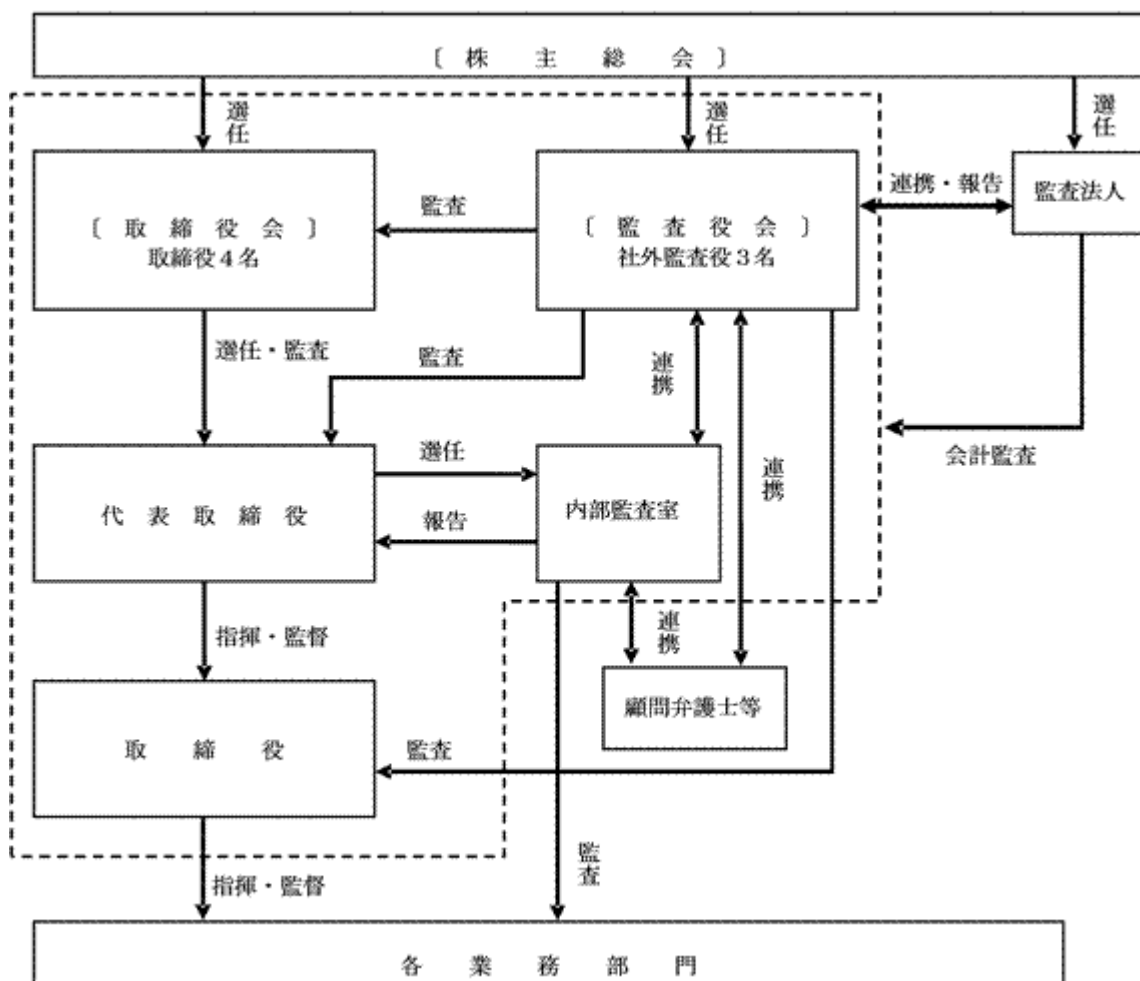 〔 株 主 総 会 〕
選任
選任
選任
〔 取 締 役 会 〕
取締役４名
監査
〔 監 査 役 会 〕
社外監査役３名
連携・報告
監査法人
選任・監査
監査
連携
連携
会計監査
代 表 取 締 役
選任
報告
内部監査室
指揮・監督
連携
顧問弁護士等
取 締 役
監査
監査
指揮・監督
各 業 務 部 門